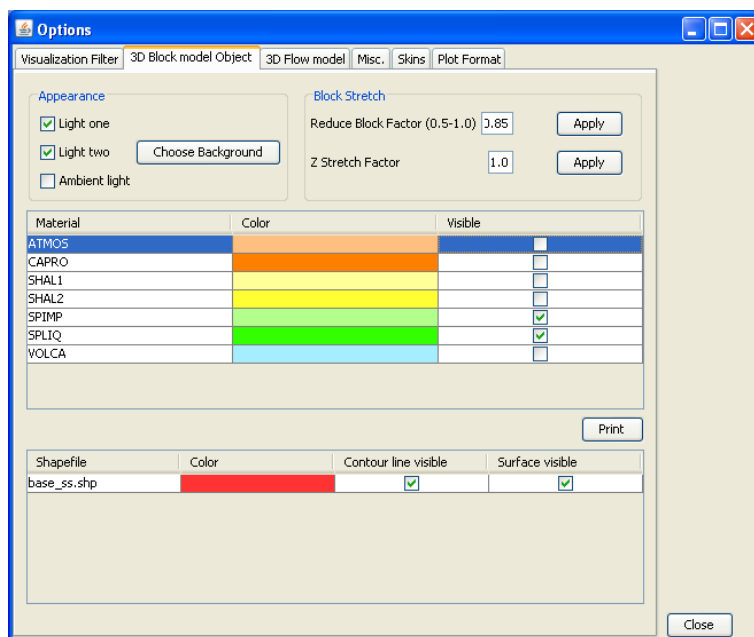 Options
Visualization Filter 3D Block model Object 3D Flow model Misc. Skins Plot Format
Appearance
Light one
Light two Choose Background
Ambient light
Block Stretch
Reduce Block Factor (0.5-1.0) 0.85 Apply
Z Stretch Factor 1.0 Apply
Material Color Visible
ATMOS
CAPRO
SHAL1
SHAL2
SPIMP
SPLIQ
VOLCA
Print
Shapefile Color Contour line visible Surface visible
base_ss.shp
Close